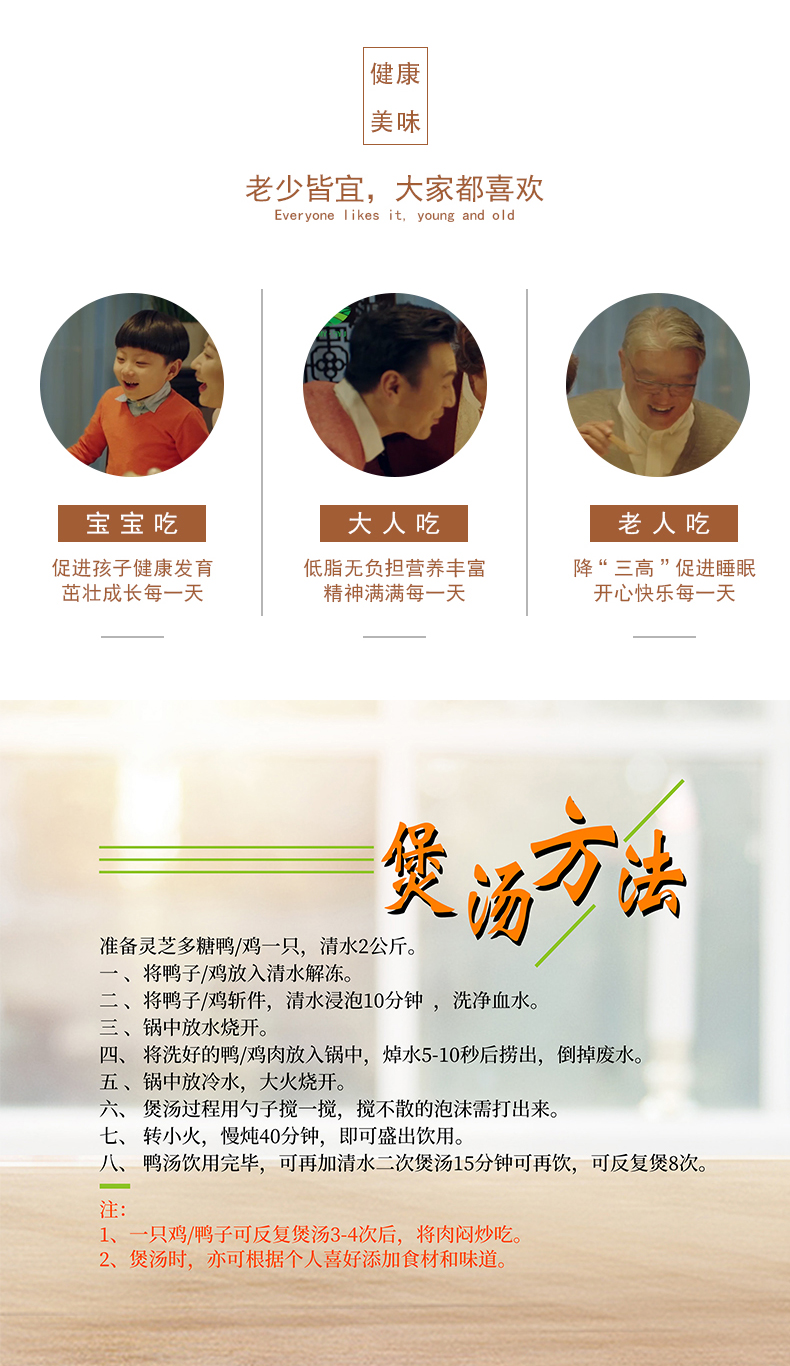 健康
美味
老少皆宜，大家都喜欢
Everyone likes it, young and old
宝宝吃
促进孩子健康发育
茁壮成长每一天
大人吃
低脂无负担营养丰富
精神满满每一天
老人吃
降“三高”促进睡眠
开心快乐每一天
煲汤方法
准备灵芝多糖鸭/鸡一只，清水2公斤。
一 、将鸭子/鸡放入清水解冻。
二 、将鸭子/鸡斩件，清水浸泡10分钟 ，洗净血水。
三 、锅中放水烧开。
四、 将洗好的鸭/鸡肉放入锅中，焯水5-10秒后捞出，倒掉废水。
五 、锅中放冷水，大火烧开。
六、 煲汤过程用勺子搅一搅，搅不散的泡沫需打出来。
七、 转小火，慢炖40分钟，即可盛出饮用。
八、 鸭汤饮用完毕，可再加清水二次煲汤15分钟可再饮，可反复煲8次。
注：
1、一只鸡/鸭子可反复煲汤3-4次后，将肉闷炒吃。
2、煲汤时，亦可根据个人喜好添加食材和味道。